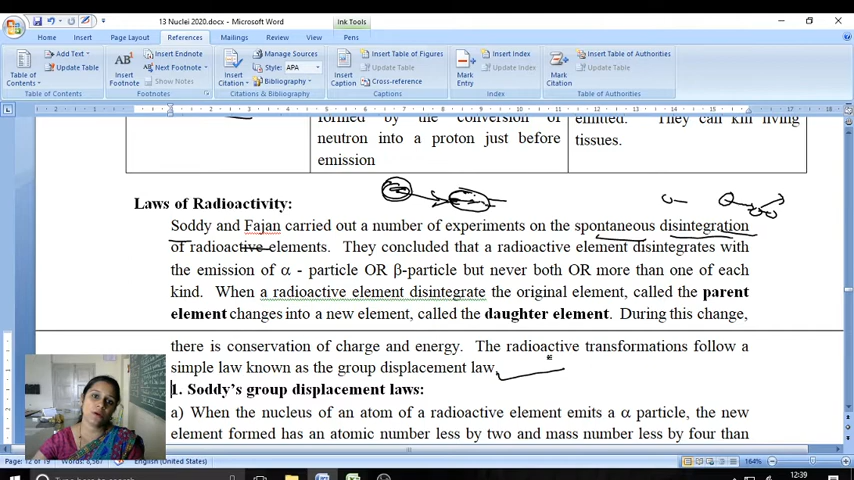 13 Nuclei 2020.docx - Microsoft Word
Ink Tools
Home Insert Page Layout References Mailings Review View Pens
Add Text
Update Table
Table of Contents
Table of Contents
AB
Insert Footnote
Insert Endnote
Next Footnote
Show Notes
Footnotes
Insert Citation
Manage Sources
Style: APA
Bibliography
Citations & Bibliography
Insert Caption
Insert Table of Figures
Update Table
Cross-reference
Captions
Mark Entry
Insert Index
Update Index
Index
Mark Citation
Insert Table of Authorities
Update Table
Table of Authorities
formed by the conversion of
neutron into a proton just before
emission
emitted. They can kill living
tissues.
Laws of Radioactivity:
Soddy and Fajan carried out a number of experiments on the spontaneous disintegration
of radioactive elements. They concluded that a radioactive element disintegrates with
the emission of α - particle OR β-particle but never both OR more than one of each
kind. When a radioactive element disintegrate the original element, called the parent
element changes into a new element, called the daughter element. During this change,
there is conservation of charge and energy. The radioactive transformations follow a
simple law known as the group displacement law.
1. Soddy's group displacement laws:
a) When the nucleus of an atom of a radioactive element emits a α particle, the new
element formed has an atomic number less by two and mass number less by four than
Page: 12 of 19 Words: 8,567 English (United States) 164%
12:39